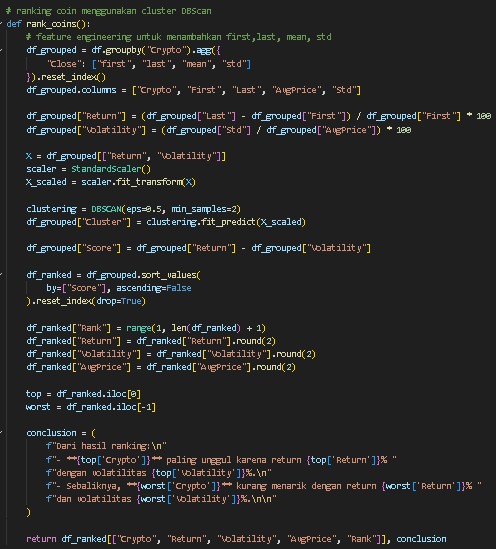 # ranking coin menggunakan cluster DBScan
def rank_coins():
    # feature engineering untuk menambahkan first,last, mean, std
    df_grouped = df.groupby("Crypto").agg({
        "Close": ["first", "last", "mean", "std"]
    }).reset_index()
    df_grouped.columns = ["Crypto", "First", "Last", "AvgPrice", "Std"]

    df_grouped["Return"] = (df_grouped["Last"] - df_grouped["First"]) / df_grouped["First"] * 100
    df_grouped["Volatility"] = (df_grouped["Std"] / df_grouped["AvgPrice"]) * 100

    X = df_grouped[["Return", "Volatility"]]
    scaler = StandardScaler()
    X_scaled = scaler.fit_transform(X)

    clustering = DBSCAN(eps=0.5, min_samples=2)
    df_grouped["Cluster"] = clustering.fit_predict(X_scaled)

    df_grouped["Score"] = df_grouped["Return"] - df_grouped["Volatility"]

    df_ranked = df_grouped.sort_values(
        by=["Score"], ascending=False
    ).reset_index(drop=True)

    df_ranked["Rank"] = range(1, len(df_ranked) + 1)
    df_ranked["Return"] = df_ranked["Return"].round(2)
    df_ranked["Volatility"] = df_ranked["Volatility"].round(2)
    df_ranked["AvgPrice"] = df_ranked["AvgPrice"].round(2)

    top = df_ranked.iloc[0]
    worst = df_ranked.iloc[-1]

    conclusion = (
        f"Dari hasil ranking:\n"
        f"- **{top['Crypto']}** paling unggul karena return {top['Return']}% "
        f"dengan volatilitas {top['Volatility']}%.\n"
        f"- Sebaliknya, **{worst['Crypto']}** kurang menarik dengan return {worst['Return']}% "
        f"dan volatilitas {worst['Volatility']}%.\n\n"
    )

    return df_ranked[["Crypto", "Return", "Volatility", "AvgPrice", "Rank"]], conclusion